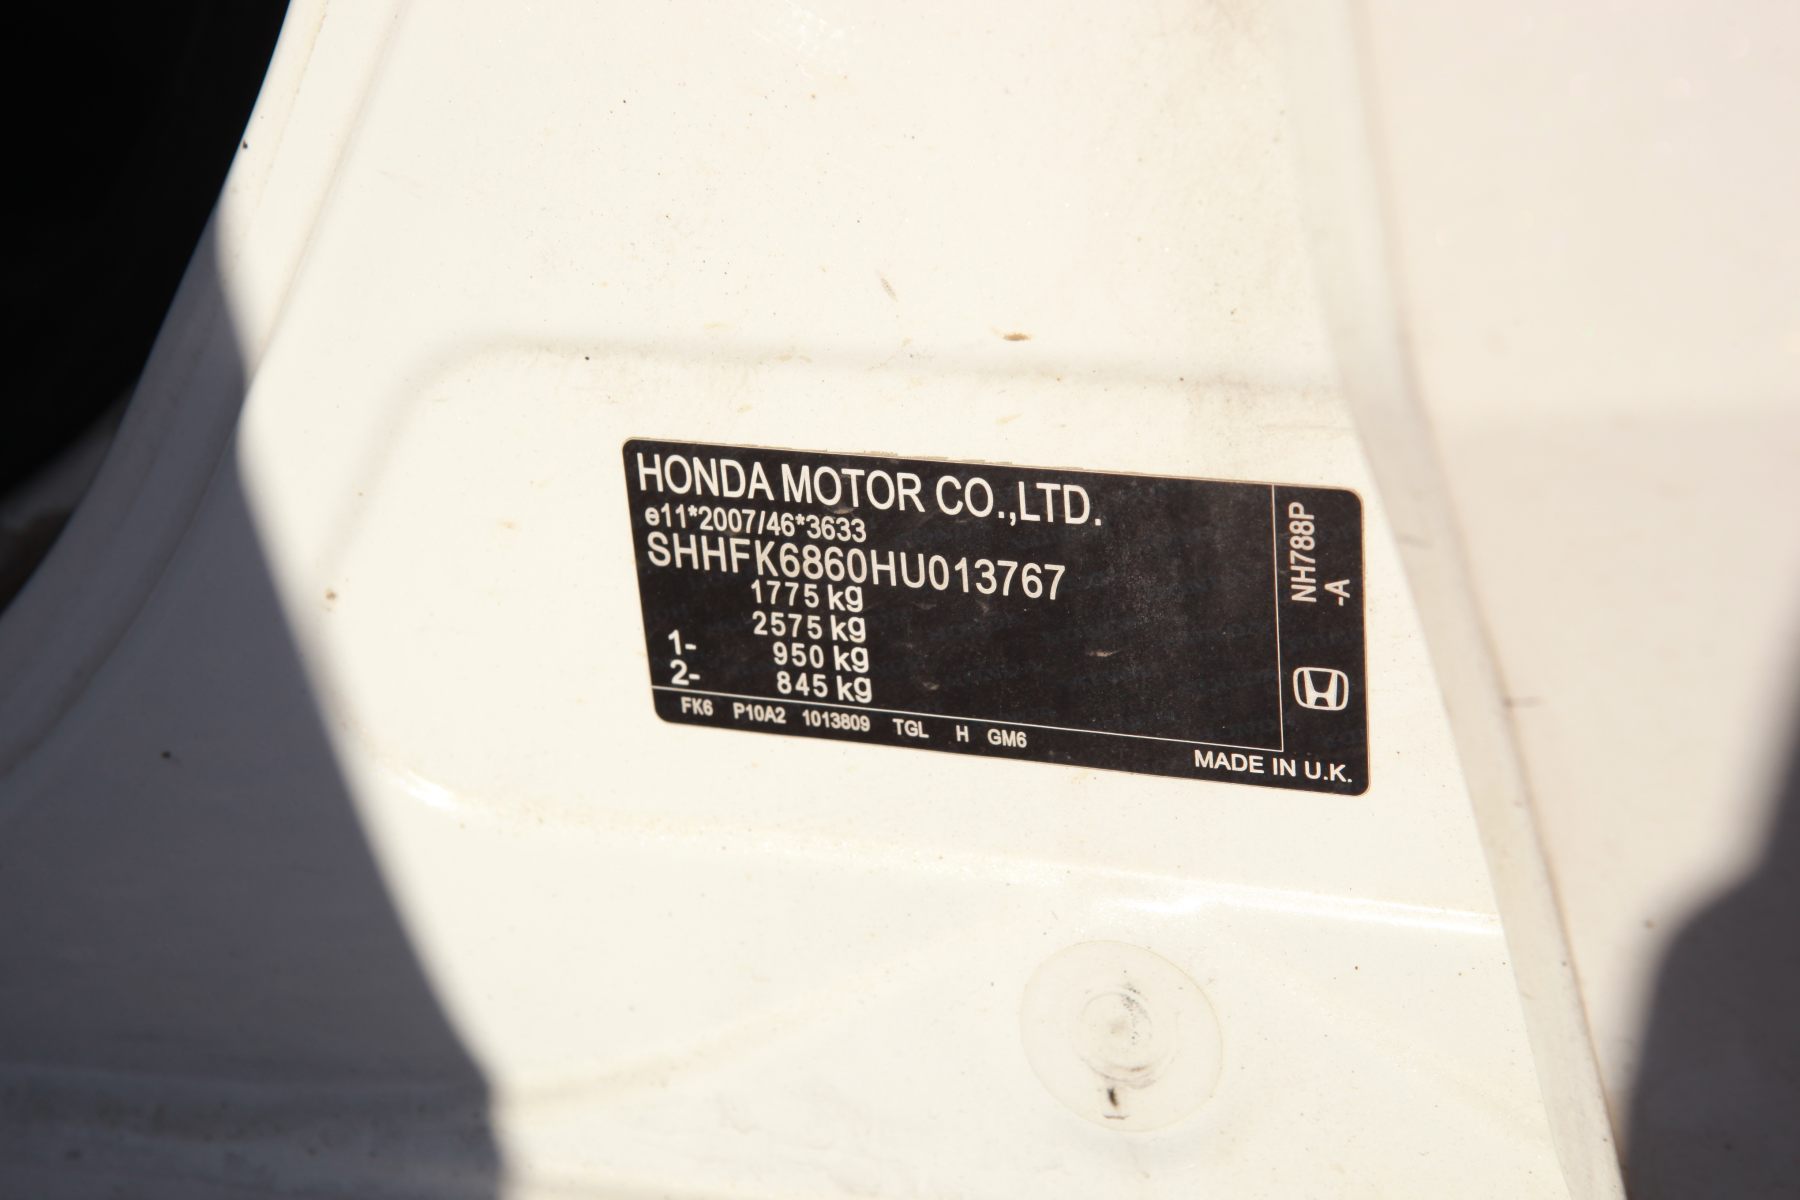 HONDA MOTOR CO.,LTD.
e11*2007/46*3633
SHHFK6860HU013767
1775 kg
2575 kg
1- 950 kg
2- 845 kg
FK6 P10A2 1013809 TGL H GM6
MADE IN U.K.
NH788P
-A